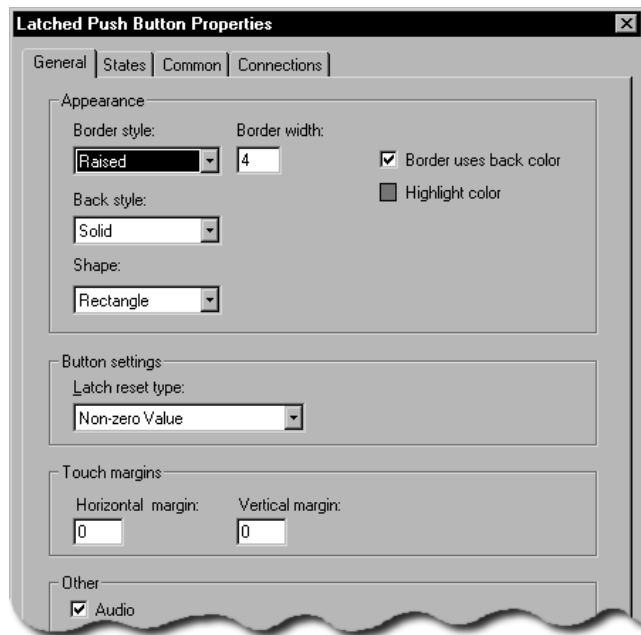 Latched Push Button Properties
General States Common Connections
Appearance
Border style: Border width:
Raised 4 Border uses back color
Back style: Highlight color
Solid
Shape:
Rectangle
Button settings
Latch reset type:
Non-zero Value
Touch margins
Horizontal margin: Vertical margin:
0 0
Other
Audio